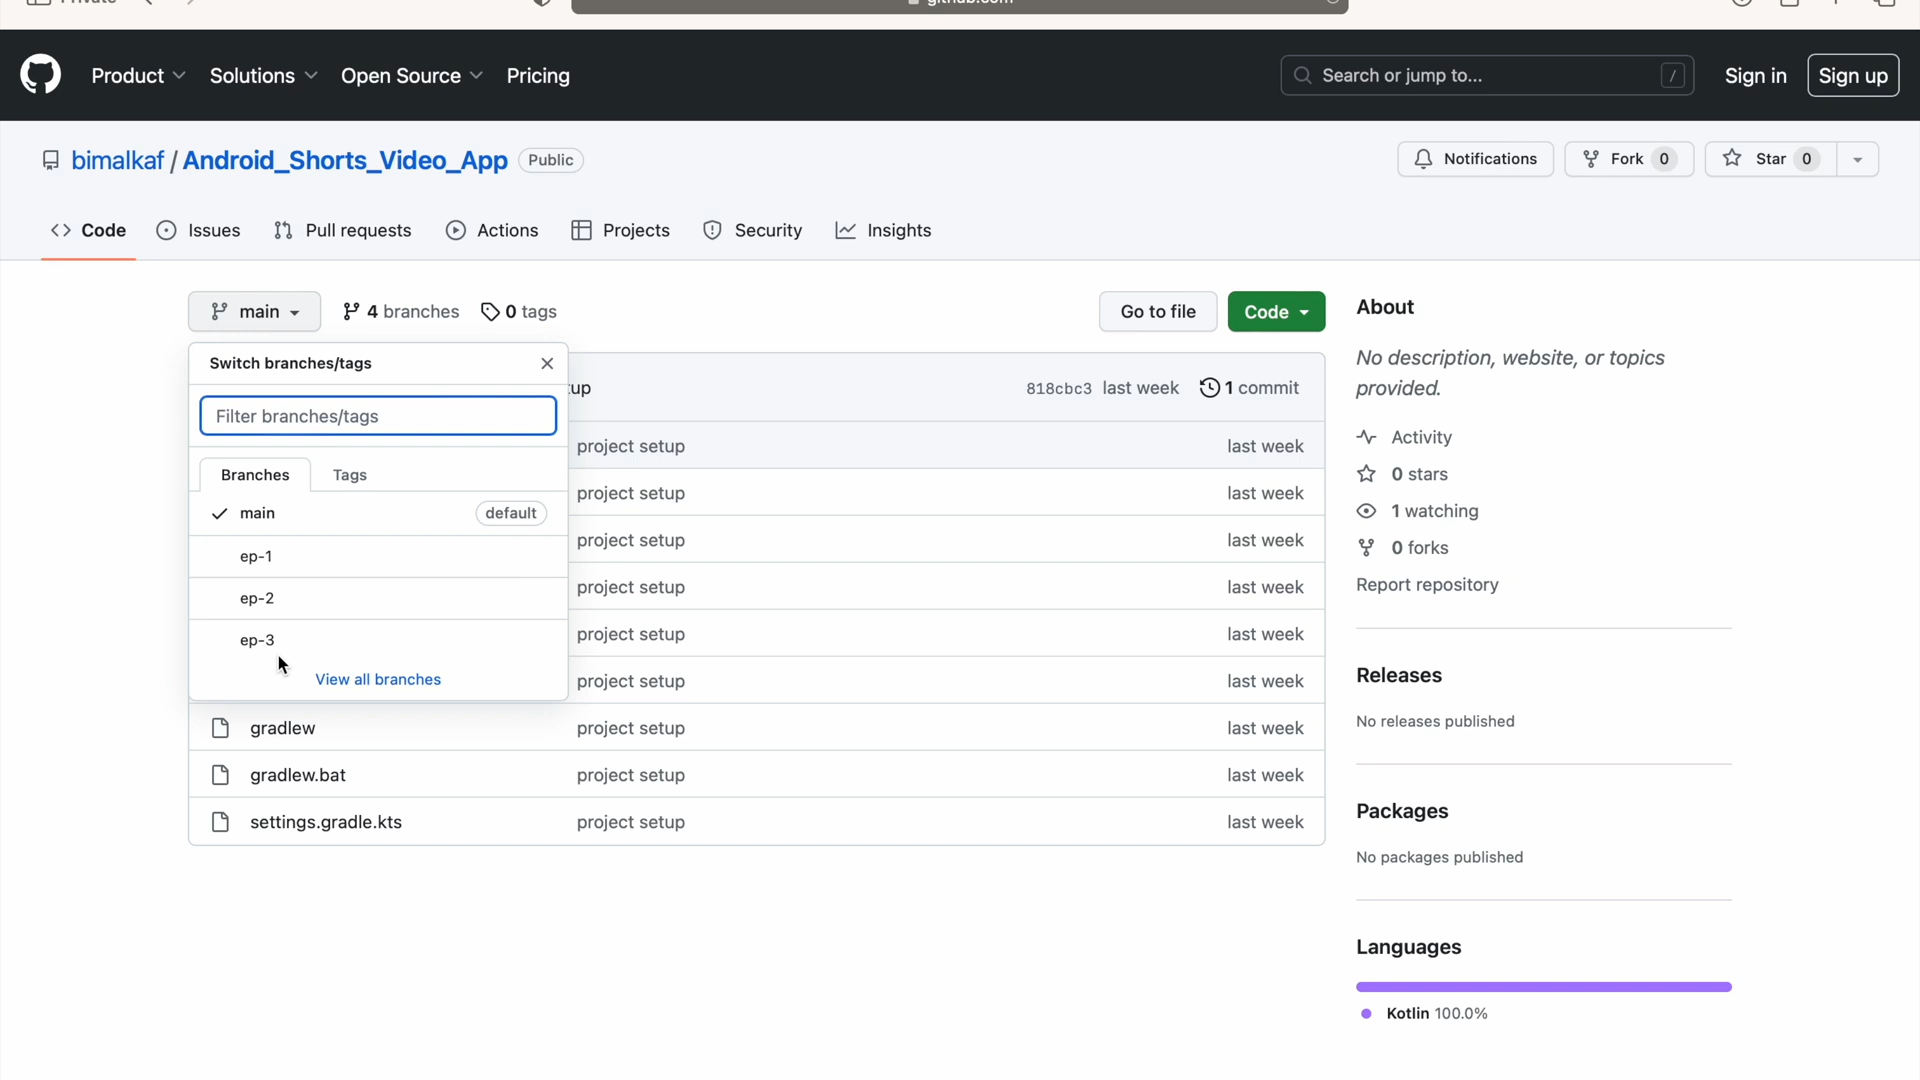 Private
github.com
Product Solutions Open Source Pricing Search or jump to... / Sign in Sign up
bimalkaf / Android_Shorts_Video_App Public Notifications Fork 0 Star 0
Code Issues Pull requests Actions Projects Security Insights
main 4 branches 0 tags Go to file Code
Switch branches/tags
Filter branches/tags
Branches Tags
main default
ep-1
ep-2
ep-3
View all branches
tup 818cbc3 last week 1 commit
project setup last week
project setup last week
project setup last week
project setup last week
project setup last week
project setup last week
gradlew project setup last week
gradlew.bat project setup last week
settings.gradle.kts project setup last week
About
No description, website, or topics
provided.
Activity
0 stars
1 watching
0 forks
Report repository
Releases
No releases published
Packages
No packages published
Languages
Kotlin 100.0%